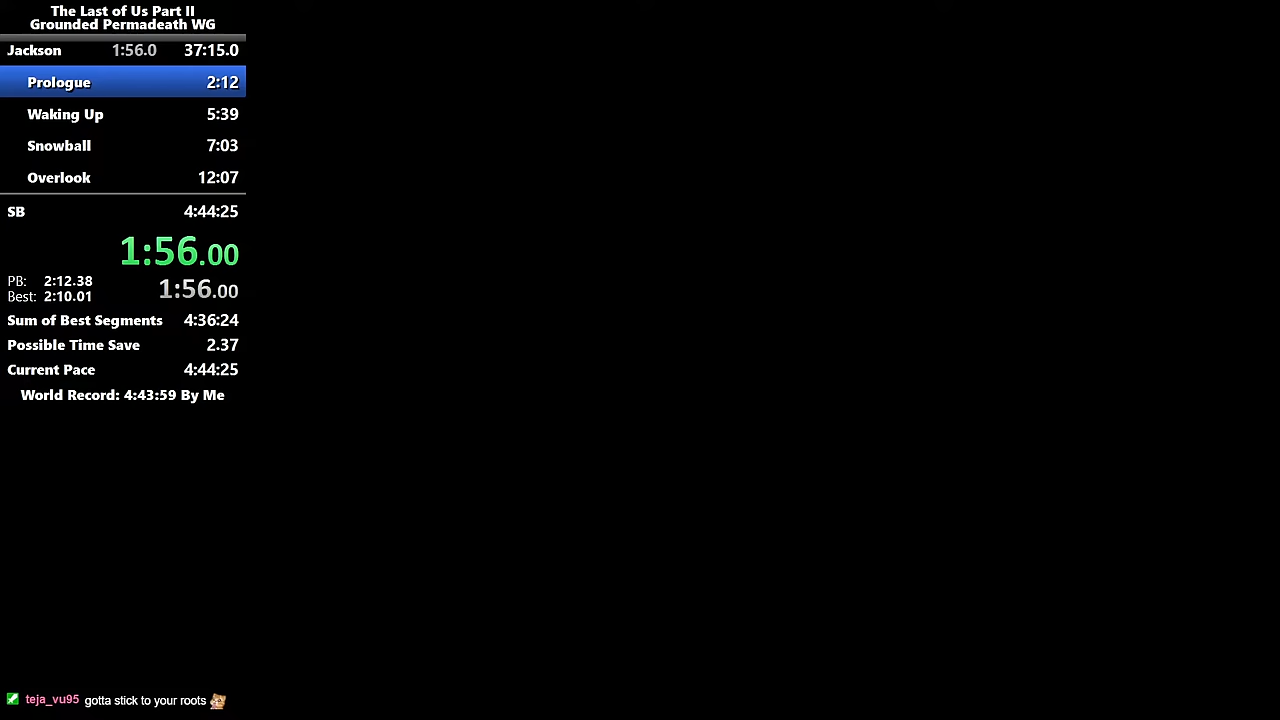 The Last of Us Part II
Grounded Permadeath WG
Jackson 1:56.0 37:15.0
Prologue 2:12
Waking Up 5:39
Snowball 7:03
Overlook 12:07
SB 4:44:25
1:56.00
PB: 2:12.38
Best: 2:10.01 1:56.00
Sum of Best Segments 4:36:24
Possible Time Save 2.37
Current Pace 4:44:25
World Record: 4:43:59 By Me
teja_vu95 gotta stick to your roots